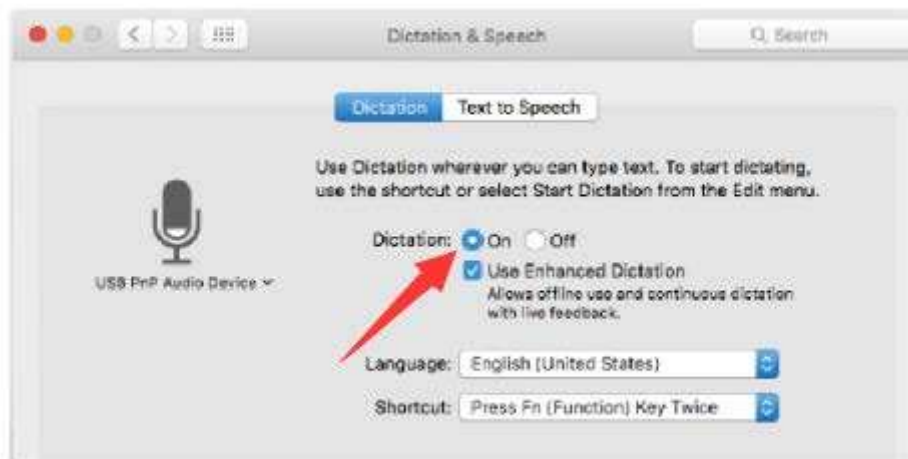 Dictation & Speech
Search
Dictation
Text to Speech
Use Dictation wherever you can type text. To start dictating,
use the shortcut or select Start Dictation from the Edit menu.
Dictation: On Off
Use Enhanced Dictation
Allows offline use and continuous dictation
with live feedback.
USB PnP Audio Device
Language: English (United States)
Shortcut: Press Fn (Function) Key Twice